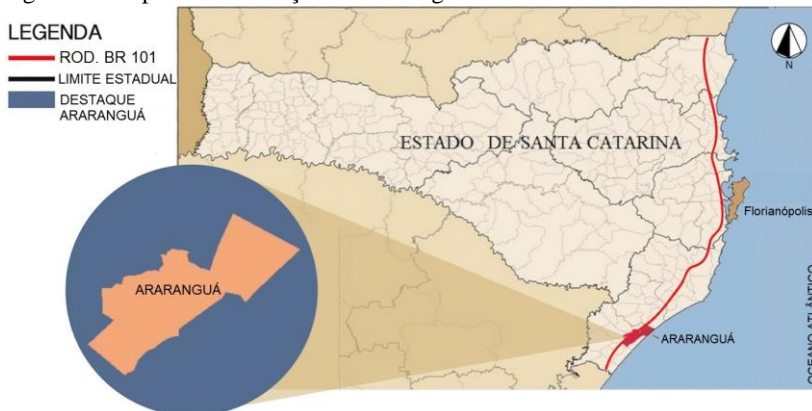 LEGENDA
ROD. BR 101
LIMITE ESTADUAL
DESTAQUE
ARARANGUÁ
N
ESTADO DE SANTA CATARINA
Florianópolis
ARARANGUÁ
ARARANGUÁ
OCEANO ATLÂNTICO